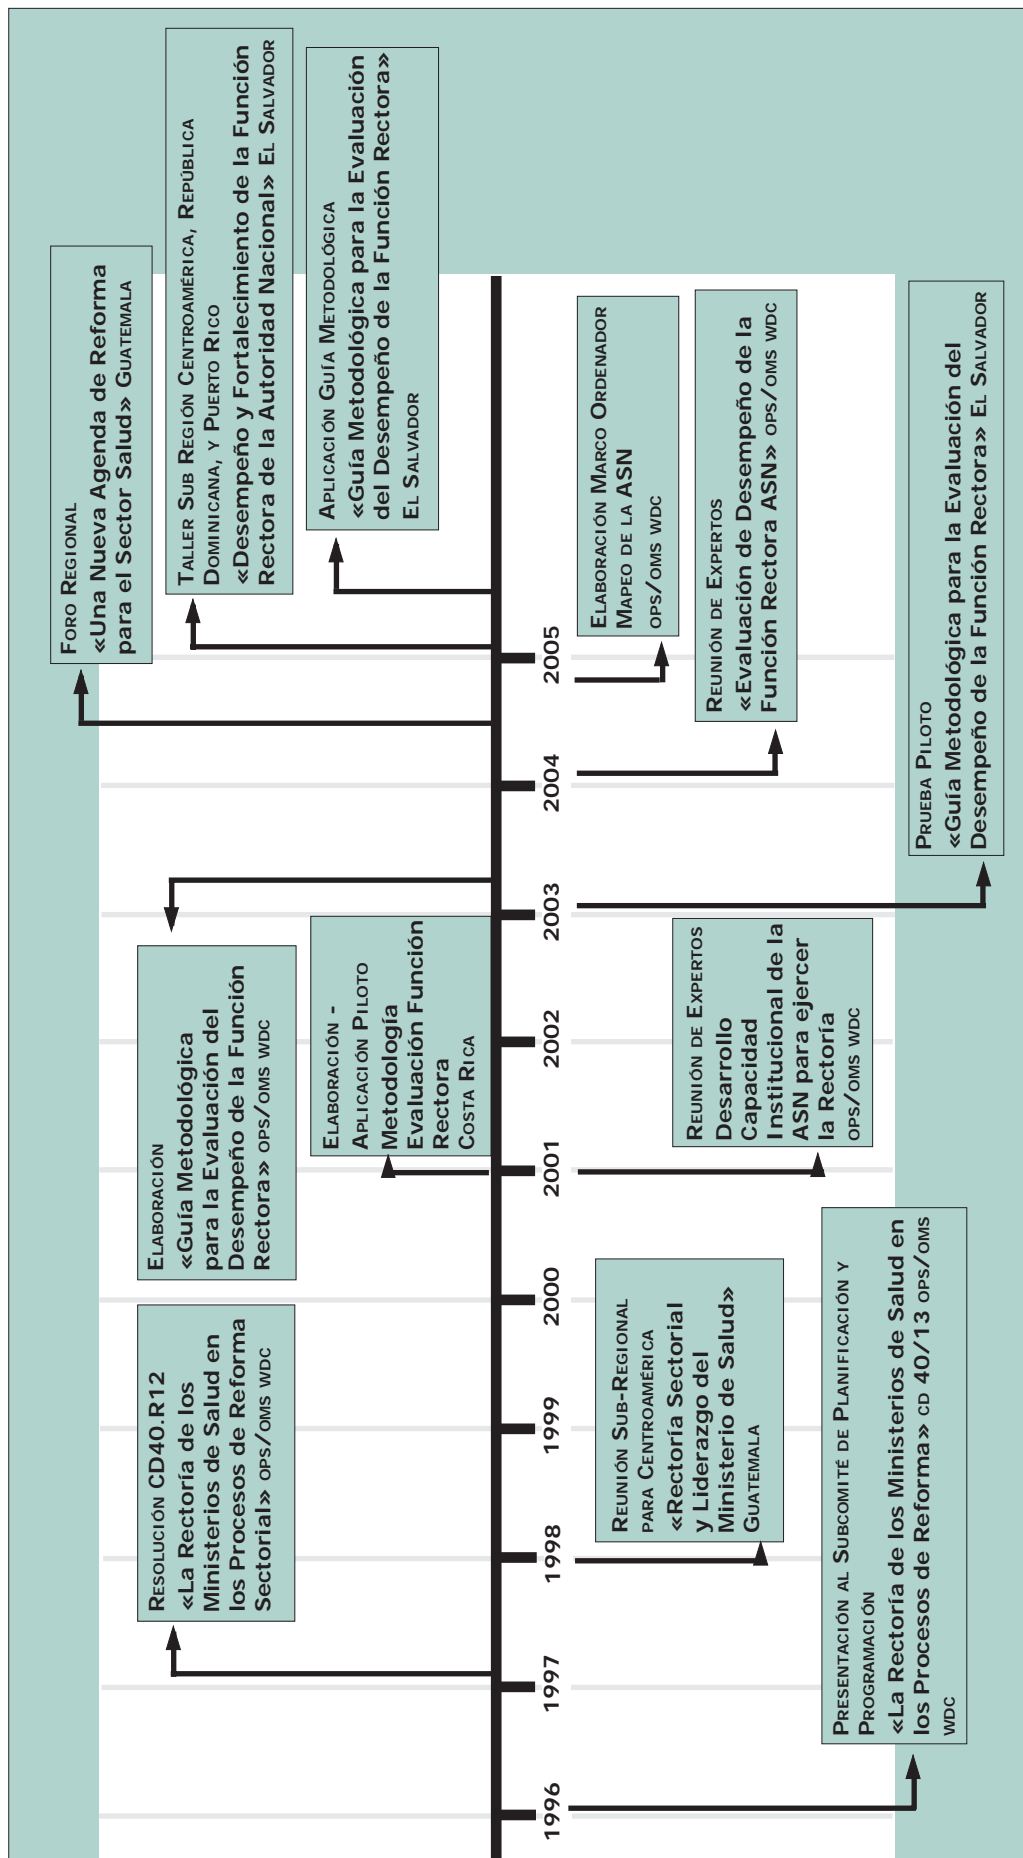 RESOLUCIÓN CD40.R12
«La Rectoría de los
Ministerios de Salud en
los Procesos de Reforma
Sectorial» OPS/OMS WDC
ELABORACIÓN
«Guía Metodológica
para la Evaluación del
Desempeño de la Función
Rectora» OPS/OMS WDC
ELABORACIÓN -
APLICACIÓN PILOTO
Metodología
Evaluación Función
Rectora
COSTA RICA
FORO REGIONAL
«Una Nueva Agenda de Reforma
para el Sector Salud» GUATEMALA
TALLER SUB REGIÓN CENTROAMÉRICA, REPÚBLICA
DOMINICANA, Y PUERTO RICO
«Desempeño y Fortalecimiento de la Función
Rectora de la Autoridad Nacional» EL SALVADOR
APLICACIÓN GUÍA METODOLÓGICA
«Guía Metodológica para la Evaluación
del Desempeño de la Función Rectora»
EL SALVADOR
1996
1997
1998
1999
2000
2001
2002
2003
2004
2005
PRESENTACIÓN AL SUBCOMITÉ DE PLANIFICACIÓN Y
PROGRAMACIÓN
«La Rectoría de los Ministerios de Salud en
los Procesos de Reforma» CD 40/13 OPS/OMS
WDC
REUNIÓN SUB-REGIONAL
PARA CENTROAMÉRICA
«Rectoría Sectorial
y Liderazgo del
Ministerio de Salud»
GUATEMALA
REUNIÓN DE EXPERTOS
Desarrollo
Capacidad
Institucional de la
ASN para ejercer
la Rectoría
OPS/OMS WDC
PRUEBA PILOTO
«Guía Metodológica para la Evaluación del
Desempeño de la Función Rectora» EL SALVADOR
REUNIÓN DE EXPERTOS
«Evaluación de Desempeño de la
Función Rectora ASN» OPS/OMS WDC
ELABORACIÓN MARCO ORDENADOR
MAPEO DE LA ASN
OPS/OMS WDC